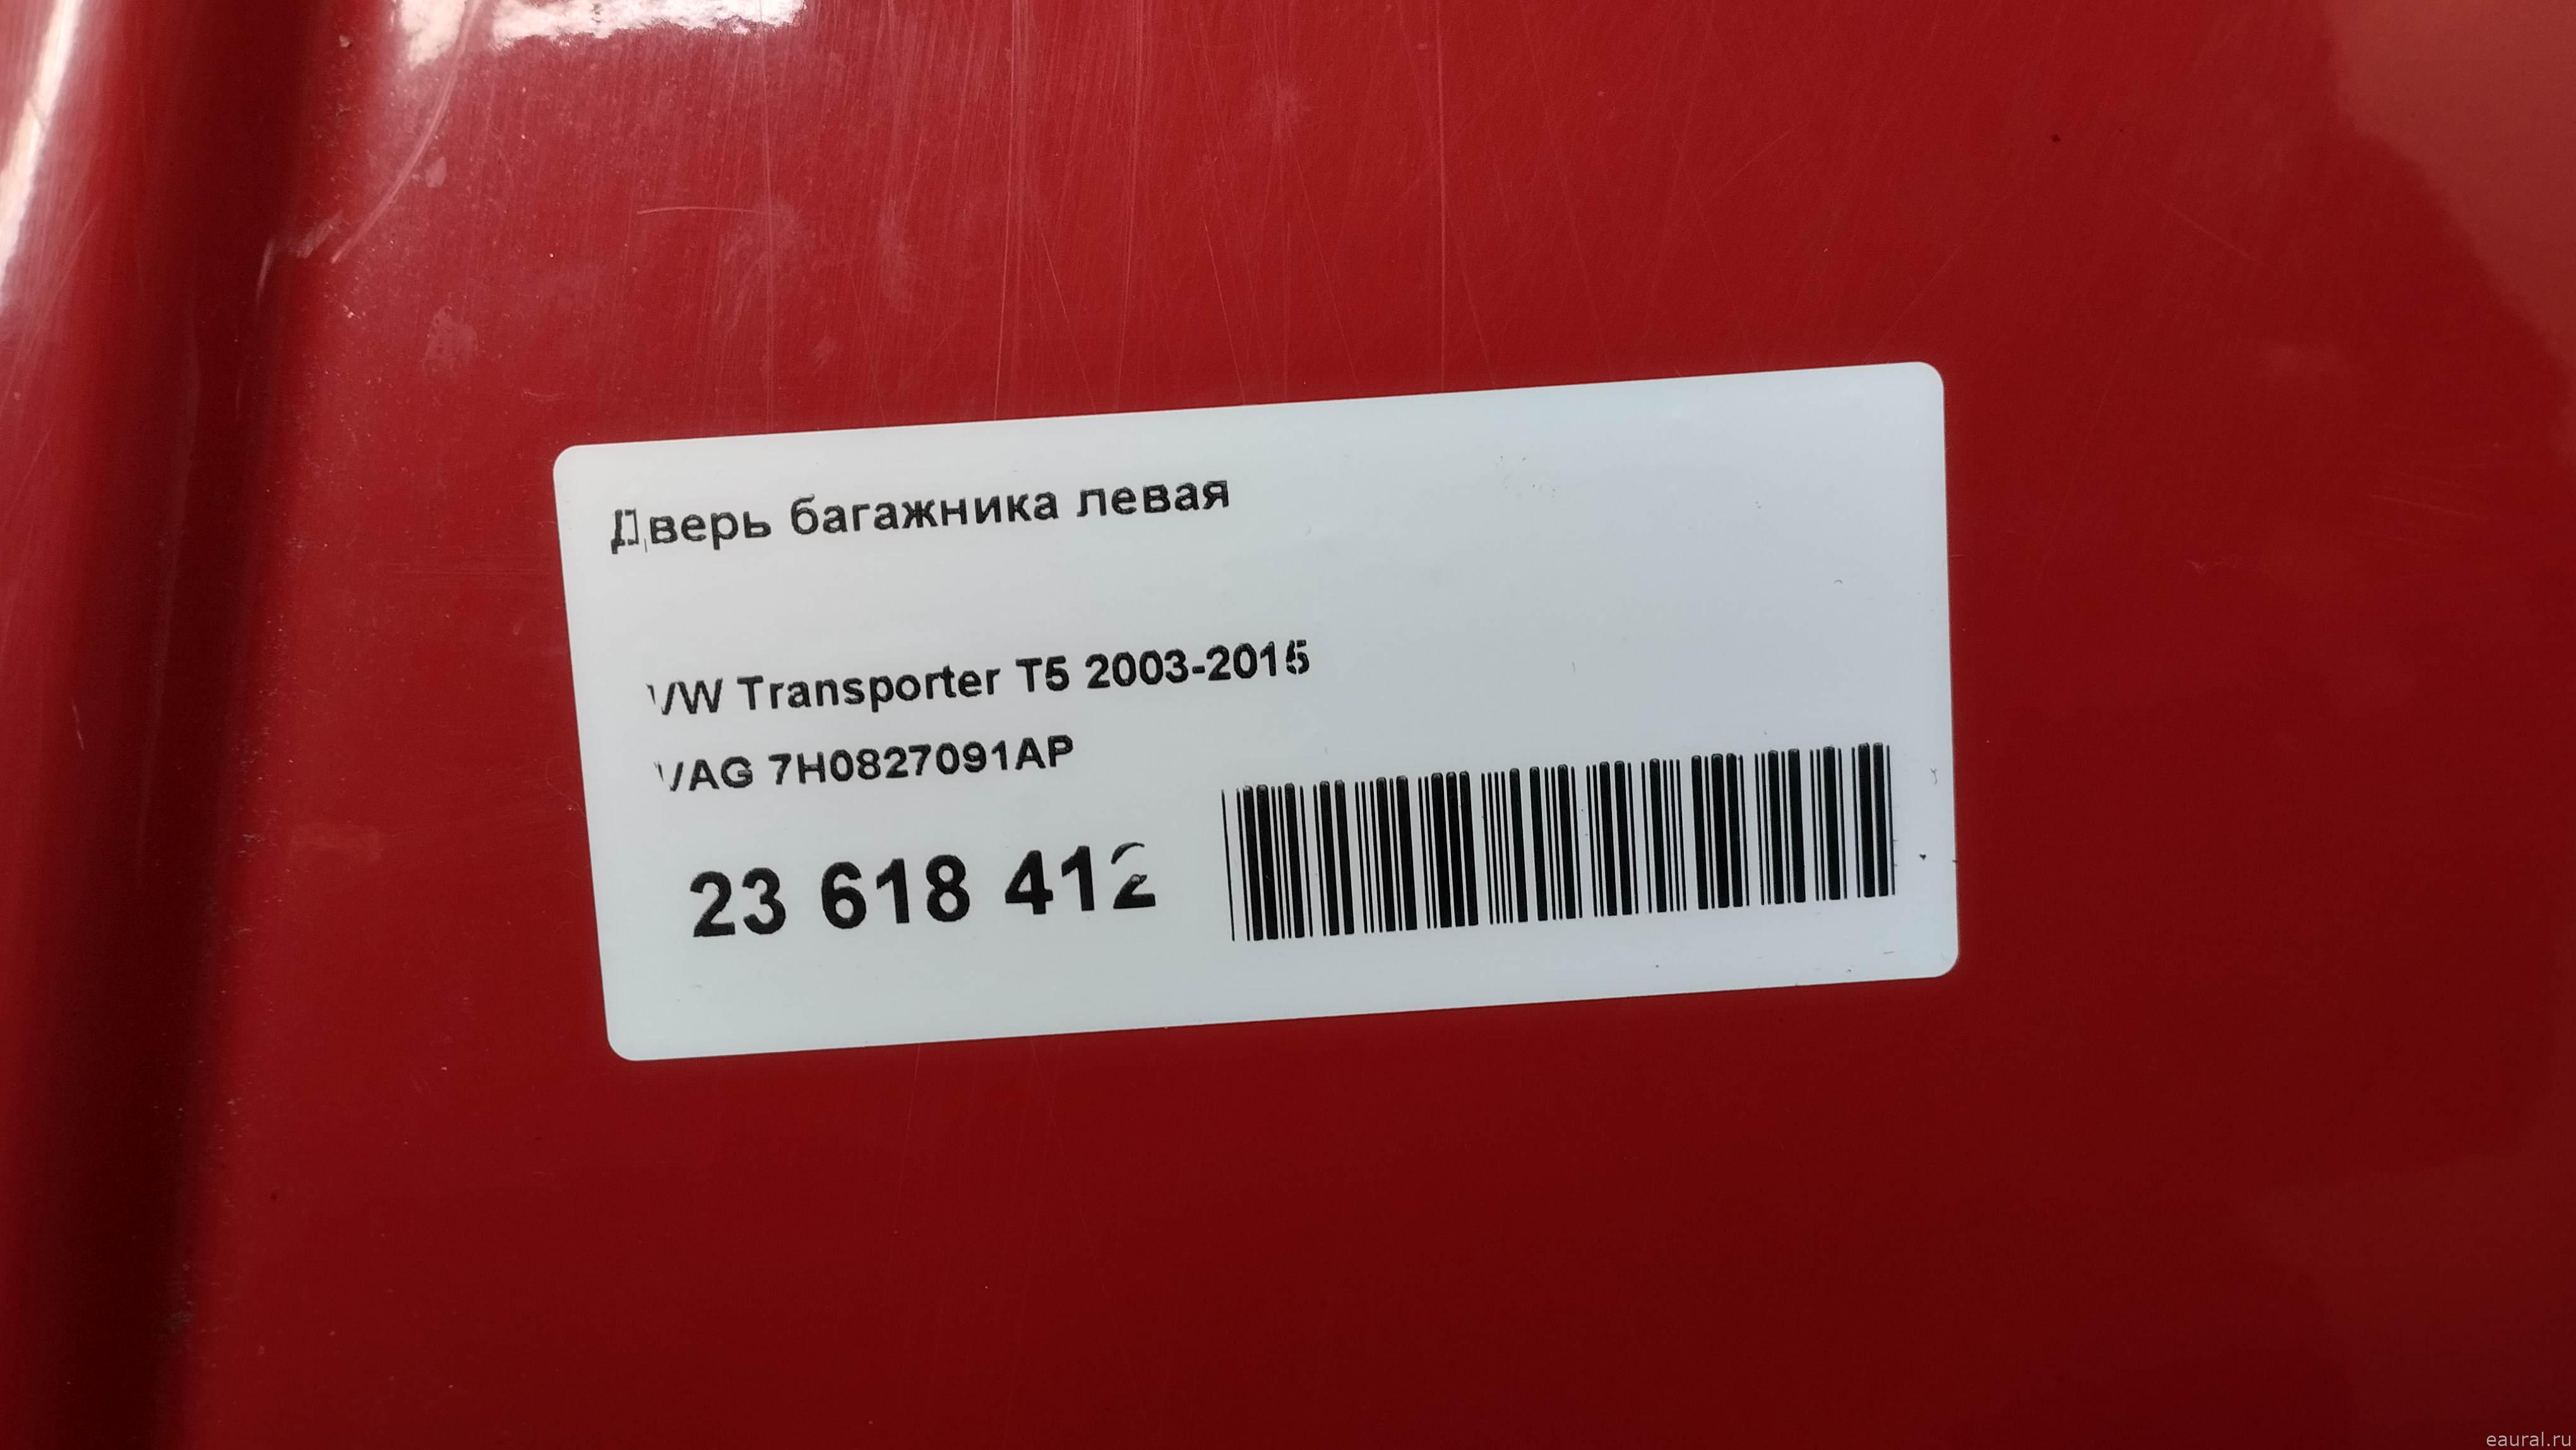 Дверь багажника левая
VW Transporter T5 2003-2015
VAG 7H0827091AP
23 618 412
eaural.ru